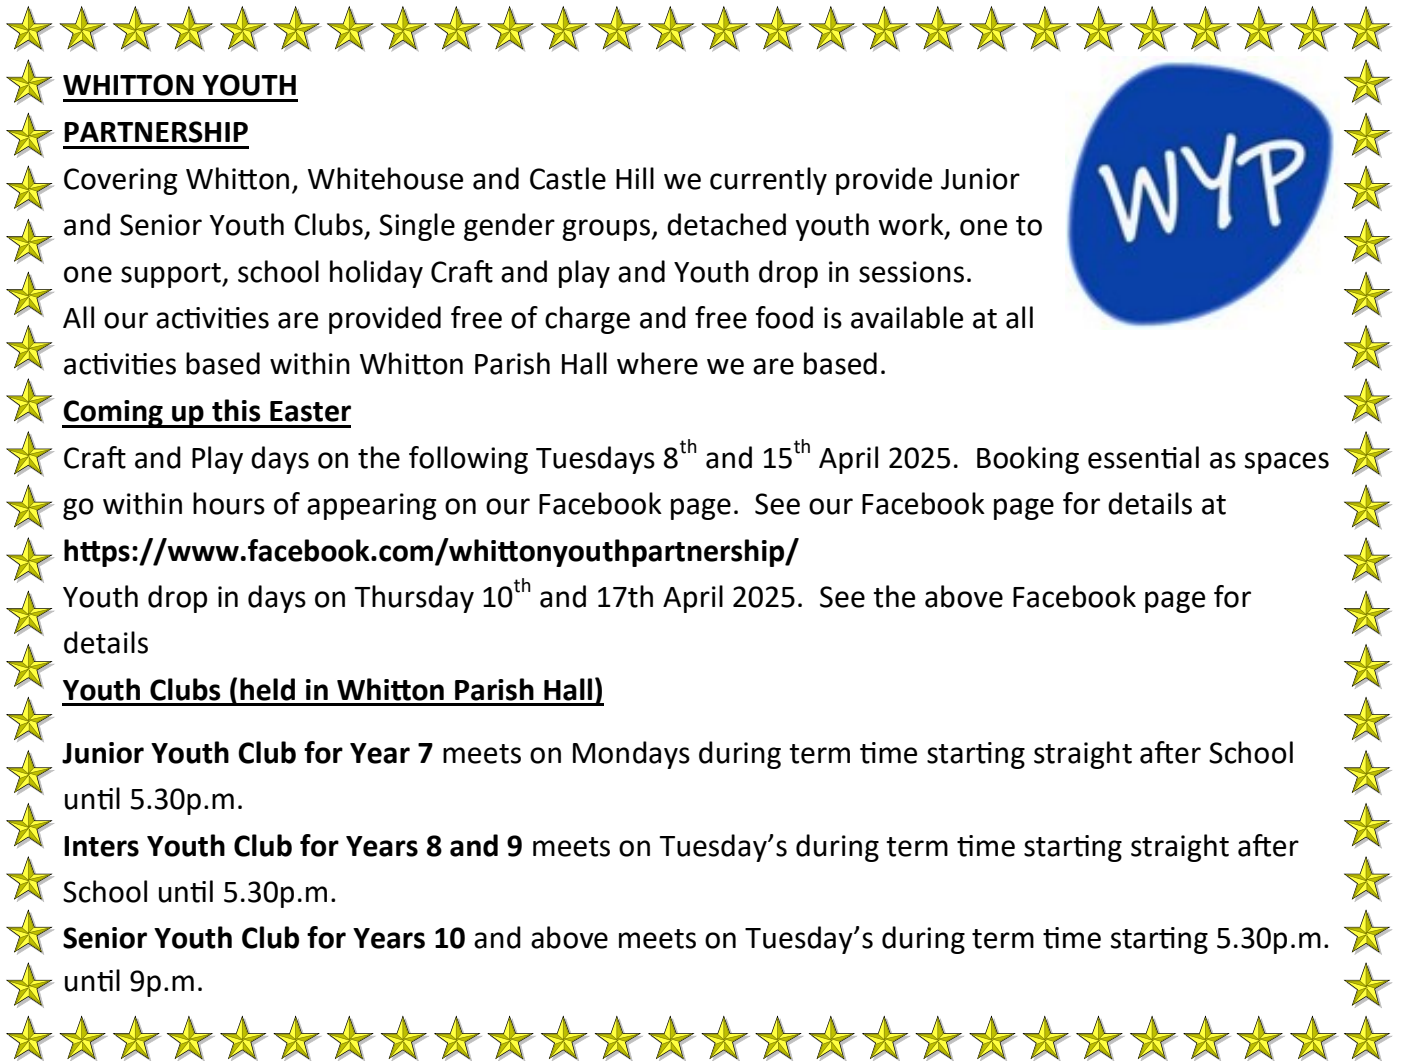 WHITTON YOUTH
PARTNERSHIP
WYP
Covering Whitton, Whitehouse and Castle Hill we currently provide Junior
and Senior Youth Clubs, Single gender groups, detached youth work, one to
one support, school holiday Craft and play and Youth drop in sessions.
All our activities are provided free of charge and free food is available at all
activities based within Whitton Parish Hall where we are based.
Coming up this Easter
Craft and Play days on the following Tuesdays 8th and 15th April 2025.  Booking essential as spaces
go within hours of appearing on our Facebook page.  See our Facebook page for details at
https://www.facebook.com/whittonyouthpartnership/
Youth drop in days on Thursday 10th and 17th April 2025.  See the above Facebook page for
details
Youth Clubs (held in Whitton Parish Hall)
Junior Youth Club for Year 7 meets on Mondays during term time starting straight after School
until 5.30p.m.
Inters Youth Club for Years 8 and 9 meets on Tuesday’s during term time starting straight after
School until 5.30p.m.
Senior Youth Club for Years 10 and above meets on Tuesday’s during term time starting 5.30p.m.
until 9p.m.